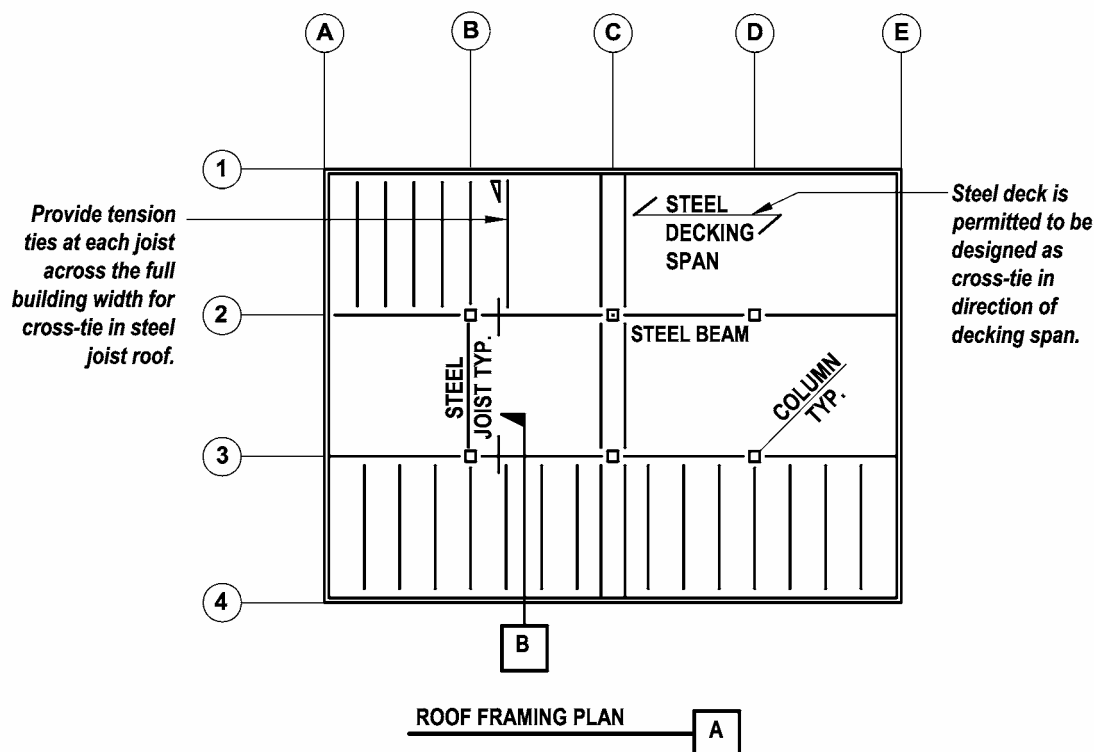 A
B
C
D
E
1
2
3
4
Provide tension
ties at each joist
across the full
building width for
cross-tie in steel
joist roof.
STEEL
DECKING
SPAN
Steel deck is
permitted to be
designed as
cross-tie in
direction of
decking span.
STEEL BEAM
STEEL
JOIST TYP.
COLUMN
TYP.
B
ROOF FRAMING PLAN
A